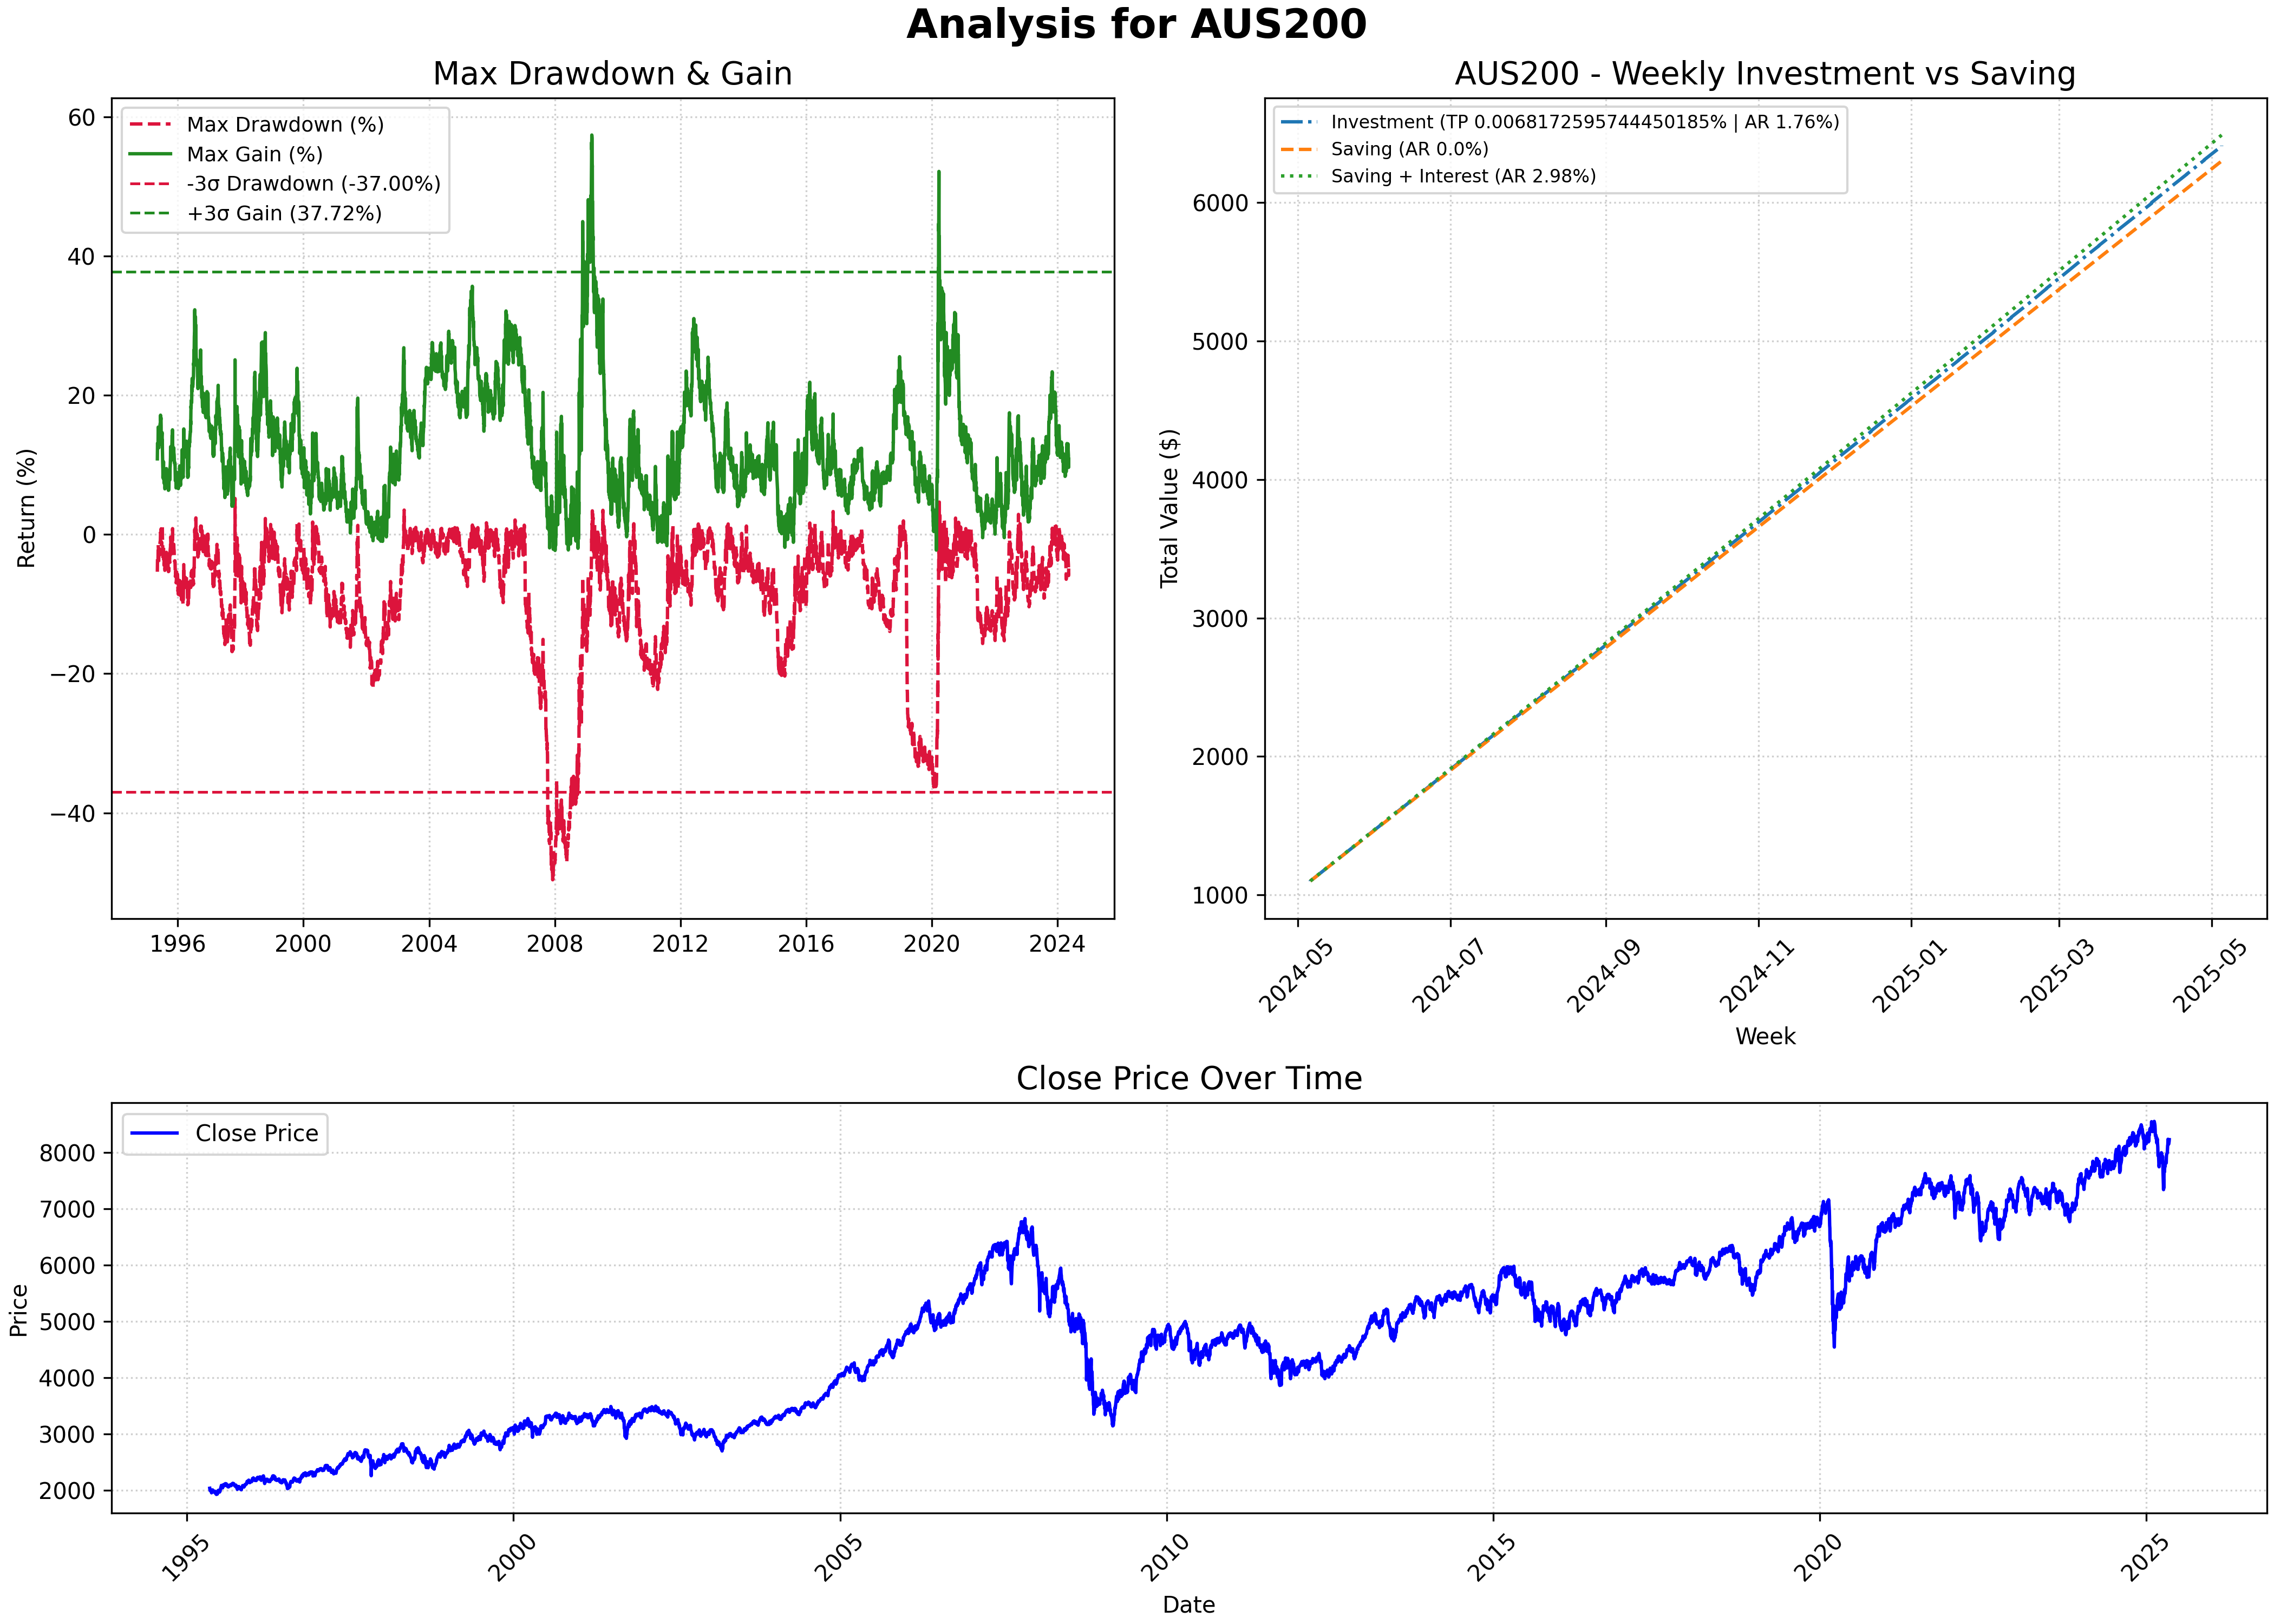 Analysis for AUS200
Max Drawdown & Gain
Max Drawdown (%)
Max Gain (%)
-3σ Drawdown (-37.00%)
+3σ Gain (37.72%)
Return (%)
60
40
20
0
−20
−40
1996 2000 2004 2008 2012 2016 2020 2024
AUS200 - Weekly Investment vs Saving
Investment (TP 0.0068172595744450185% | AR 1.76%)
Saving (AR 0.0%)
Saving + Interest (AR 2.98%)
Total Value ($)
6000
5000
4000
3000
2000
1000
2024-05 2024-07 2024-09 2024-11 2025-01 2025-03 2025-05
Week
Close Price Over Time
Close Price
Price
8000
7000
6000
5000
4000
3000
2000
1995 2000 2005 2010 2015 2020 2025
Date